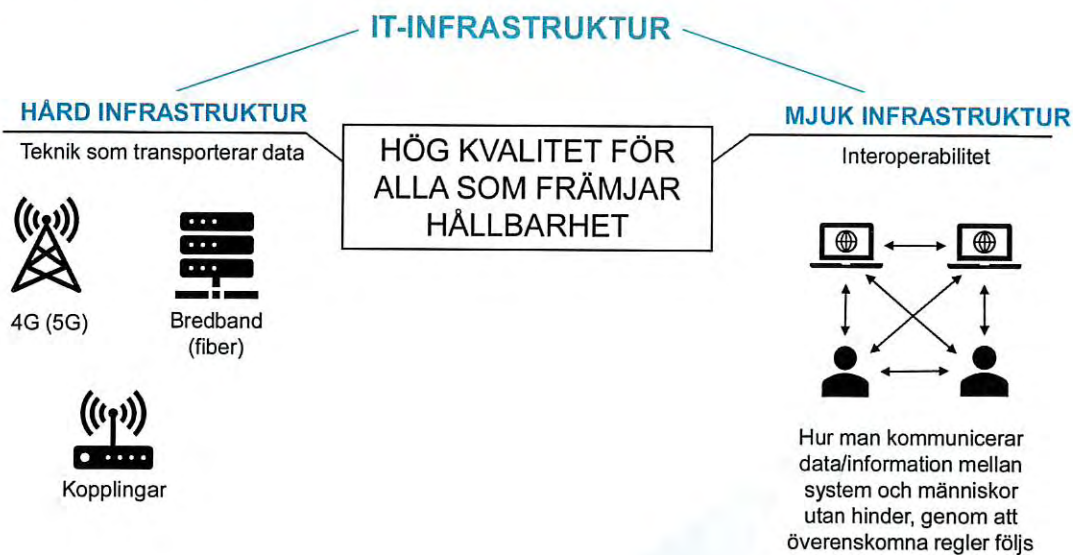 IT-INFRASTRUKTUR
HÅRD INFRASTRUKTUR
Teknik som transporterar data
4G (5G)
Bredband
(fiber)
Kopplingar
HÖG KVALITET FÖR
ALLA SOM FRÄMJAR
HÅLLBARHET
MJUK INFRASTRUKTUR
Interoperabilitet
Hur man kommunicerar
data/information mellan
system och människor
utan hinder, genom att
överenskomna regler följs